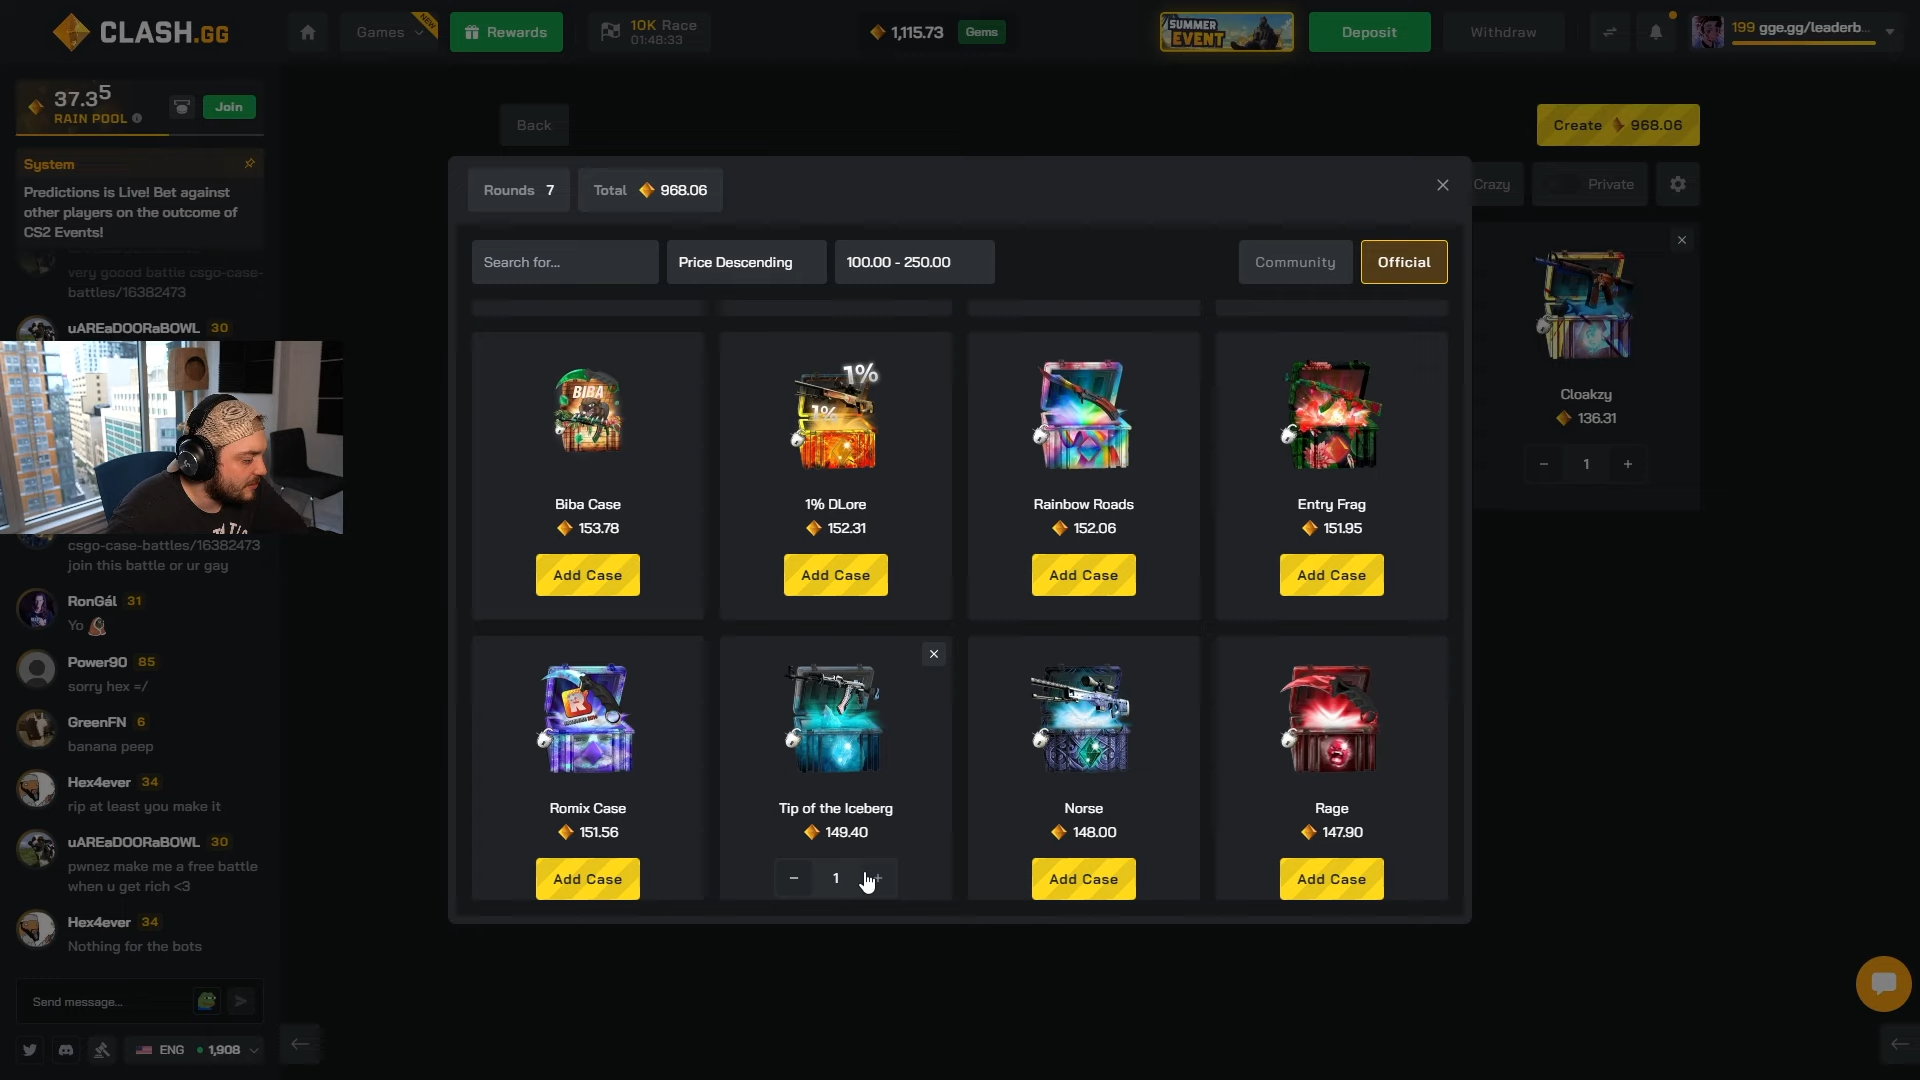 CLASH.GG
Games
NEW
Rewards
10K Race
01:48:33
1,115.73
Gems
SUMMER
EVENT
Deposit
Withdraw
199 gge.gg/leaderb...
37.35
RAIN POOL
Join
System
Predictions is Live! Bet against
other players on the outcome of
CS2 Events!
very goood battle csgo-case-
battles/16382473
uAREaDOORaBOWL 30
csgo-case-battles/16382473
join this battle or ur gay
RonGál 31
Yo
Power90 85
sorry hex =/
GreenFN 6
banana peep
Hex4ever 34
rip at least you make it
uAREaDOORaBOWL 30
pwnez make me a free battle
when u get rich <3
Hex4ever 34
Nothing for the bots
Send message...
ENG
1,908
Back
Create 968.06
Crazy
Private
Rounds 7
Total 968.06
Search for...
Price Descending
100.00 - 250.00
Community
Official
BIBA
Biba Case
153.78
Add Case
1%
1%
1% DLore
152.31
Add Case
Rainbow Roads
152.06
Add Case
Entry Frag
151.95
Add Case
R
Romix Case
151.56
Add Case
Tip of the Iceberg
149.40
− 1 +
Norse
148.00
Add Case
Rage
147.90
Add Case
Cloakzy
136.31
− 1 +